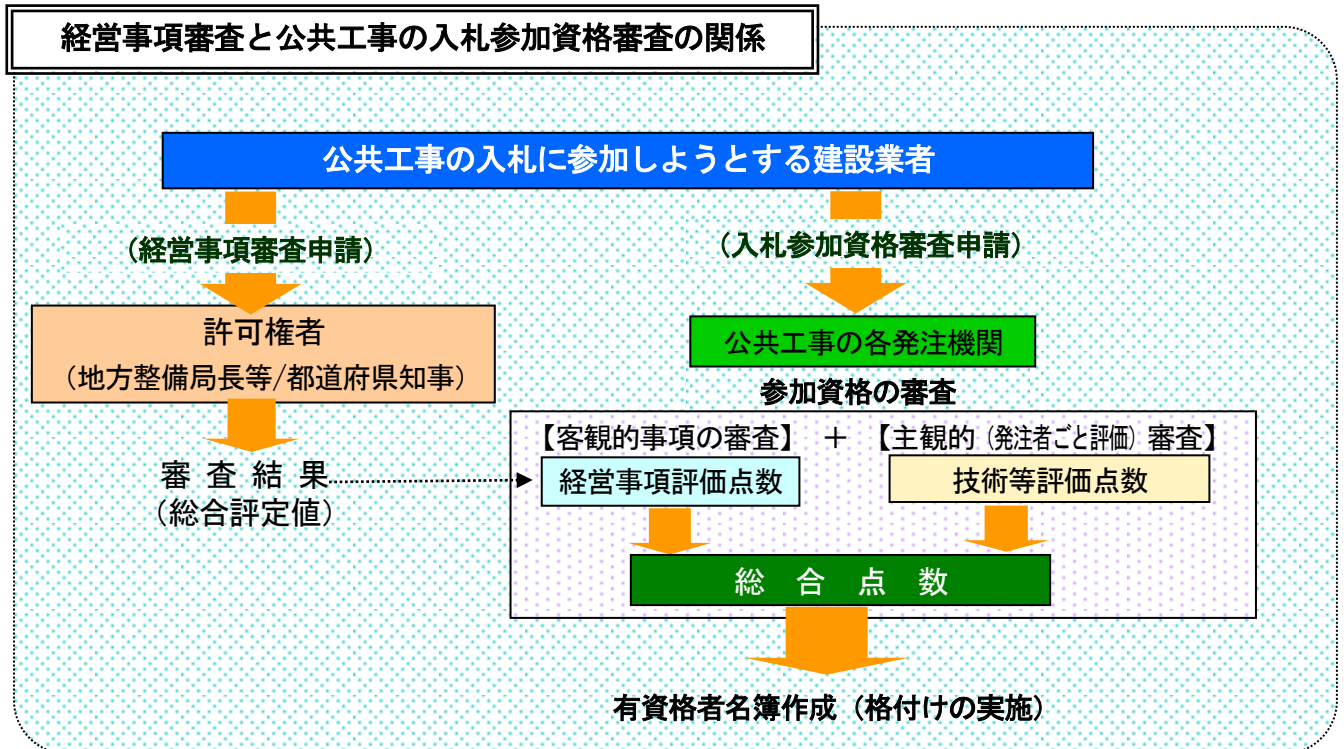 経営事項審査と公共工事の入札参加資格審査の関係
公共工事の入札に参加しようとする建設業者
（経営事項審査申請）
許可権者
（地方整備局長等/都道府県知事）
審 査 結 果
（総合評定値）
（入札参加資格審査申請）
公共工事の各発注機関
参加資格の審査
【客観的事項の審査】 ＋ 【主観的（発注者ごと評価）審査】
経営事項評価点数
技術等評価点数
総 合 点 数
有資格者名簿作成（格付けの実施）